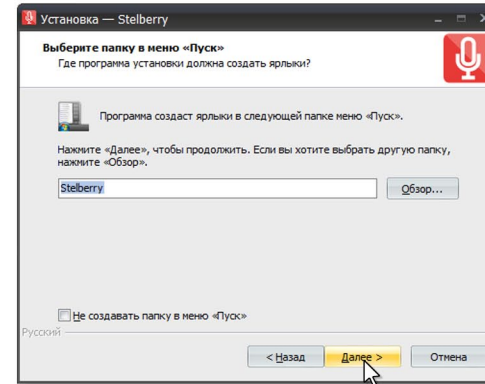 Установка — Stelberry
Выберите папку в меню «Пуск»
Где программа установки должна создать ярлыки?
Программа создаст ярлыки в следующей папке меню «Пуск».
Нажмите «Далее», чтобы продолжить. Если вы хотите выбрать другую папку,
нажмите «Обзор».
Stelberry
Обзор...
Не создавать папку в меню «Пуск»
Русский
< Назад
Далее >
Отмена